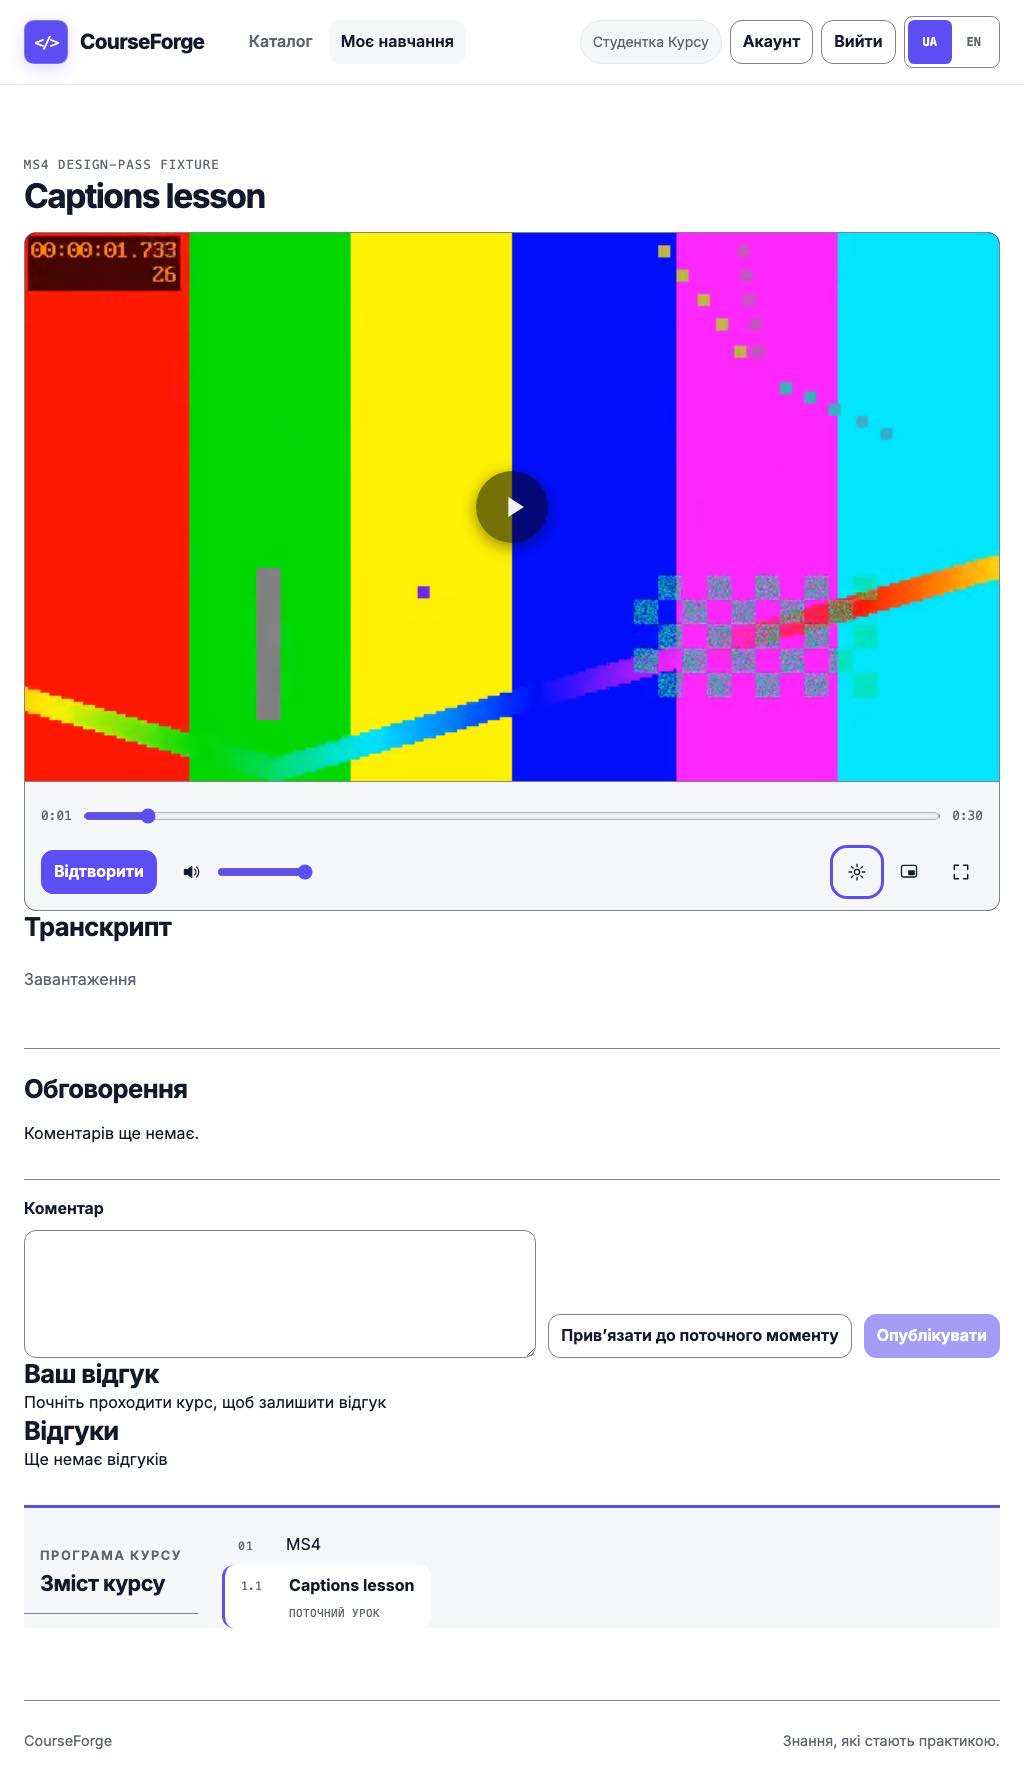 </> CourseForge Каталог Моє навчання Студентка Курсу Акаунт Вийти UA EN
MS4 DESIGN-PASS FIXTURE
Captions lesson
00:00:01.733
26
0:01 0:30
Відтворити
Транскрипт
Завантаження
Обговорення
Коментарів ще немає.
Коментар
Прив’язати до поточного моменту Опублікувати
Ваш відгук
Почніть проходити курс, щоб залишити відгук
Відгуки
Ще немає відгуків
ПРОГРАМА КУРСУ
Зміст курсу
01 MS4
1.1 Captions lesson
ПОТОЧНИЙ УРОК
CourseForge Знання, які стають практикою.